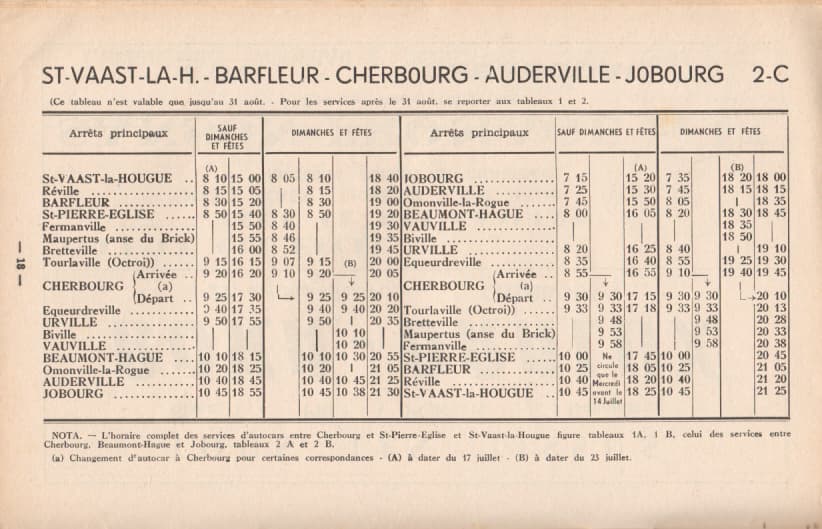 ST-VAAST-LA-H. - BARFLEUR - CHERBOURG - AUDERVILLE - JOBOURG 2-C
(Ce tableau n'est valable que jusqu'au 31 août. - Pour les services après le 31 août, se reporter aux tableaux 1 et 2.
Arrêts principaux SAUF DIMANCHES ET FÊTES DIMANCHES ET FÊTES Arrêts principaux SAUF DIMANCHES ET FÊTES DIMANCHES ET FÊTES
(A) (A) (B)
St-VAAST-la-HOUGUE .. 8 10 15 00 8 05 8 10 18 40 JOBOURG 7 15 15 20 7 35 18 20 18 00
Réville 8 15 15 05 8 15 18 20 AUDERVILLE 7 25 15 30 7 45 18 15 18 15
BARFLEUR 8 30 15 20 8 30 19 00 Omonville-la-Rogue 7 45 15 50 8 05 18 35
St-PIERRE-EGLISE 8 50 15 40 8 30 8 50 19 20 BEAUMONT-HAGUE 8 00 16 05 8 20 18 30 18 45
Fermanville 15 50 8 40 19 30 VAUVILLE 18 35
Maupertus (anse du Brick) 15 55 8 46 19 35 Biville 18 50
Bretteville 16 00 8 52 19 45 URVILLE 8 20 16 25 8 40 19 10
Tourlaville (Octroi)) 9 15 16 15 9 07 9 15 (B) 20 00 Equeurdreville 8 35 16 40 8 55 19 25 19 30
CHERBOURG (a) Arrivée .. 9 20 16 20 9 10 9 20 20 05 CHERBOURG (a) Arrivée .. 8 55 16 55 9 10 19 40 19 45
Départ 9 25 17 30 9 25 9 25 20 10 Départ 9 30 9 30 17 15 9 30 9 30 20 10
Equeurdreville 9 40 17 35 9 40 9 40 20 20 Tourlaville (Octroi)) 9 33 9 33 17 18 9 33 9 33 20 13
URVILLE 9 50 17 55 9 50 20 35 Bretteville 9 48 9 48 20 28
Biville 10 10 Maupertus (anse du Brick) 9 53 9 53 20 33
VAUVILLE 10 20 Fermanville 9 58 9 58 20 38
BEAUMONT-HAGUE 10 10 18 15 10 10 10 30 20 55 St-PIERRE-EGLISE 10 00 Ne circule que le Mercredi avant le 14 Juillet 17 45 10 00 20 45
Omonville-la-Rogue 10 20 18 25 10 20 21 05 BARFLEUR 10 25 18 05 10 25 21 05
AUDERVILLE 10 40 18 45 10 40 10 45 21 25 Réville 10 40 18 20 10 40 21 20
JOBOURG 10 45 18 55 10 45 10 38 21 30 St-VAAST-la-HOUGUE .. 10 45 18 25 10 45 21 25
NOTA. — L'horaire complet des services d'autocars entre Cherbourg et St-Pierre-Eglise et St-Vaast-la-Hougue figure tableaux 1A, 1 B, celui des services entre
Cherbourg, Beaumont-Hague et Jobourg, tableaux 2 A et 2 B.
(a) Changement d'autocar à Cherbourg pour certaines correspondances - (A) à dater du 17 juillet - (B) à dater du 23 juillet.
— 18 —